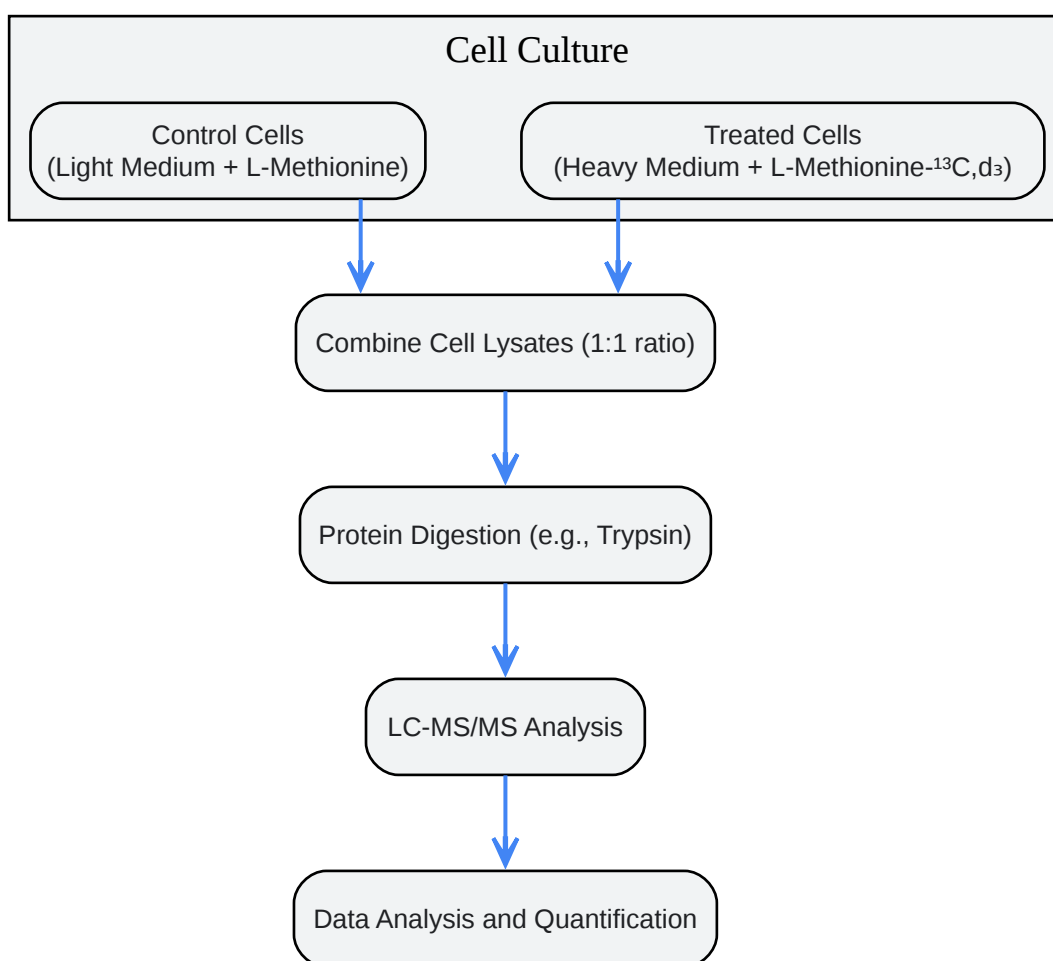 Cell Culture
Control Cells
(Light Medium + L-Methionine)
Treated Cells
(Heavy Medium + L-Methionine-¹³C,d₃)
Combine Cell Lysates (1:1 ratio)
Protein Digestion (e.g., Trypsin)
LC-MS/MS Analysis
Data Analysis and Quantification